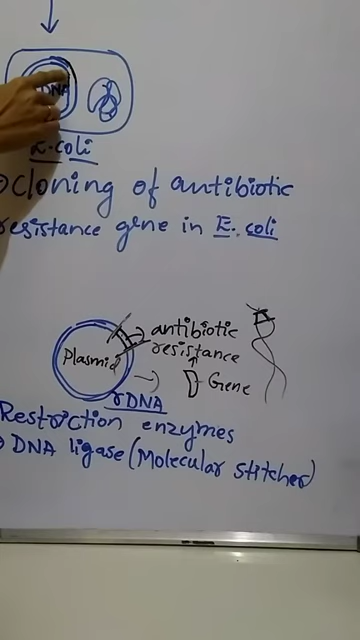 DNA
E.coli
cloning of antibiotic
resistance gene in E. coli
antibiotic
resistance
Plasmid
Gene
rDNA
Restriction enzymes
DNA ligase (Molecular stitcher)